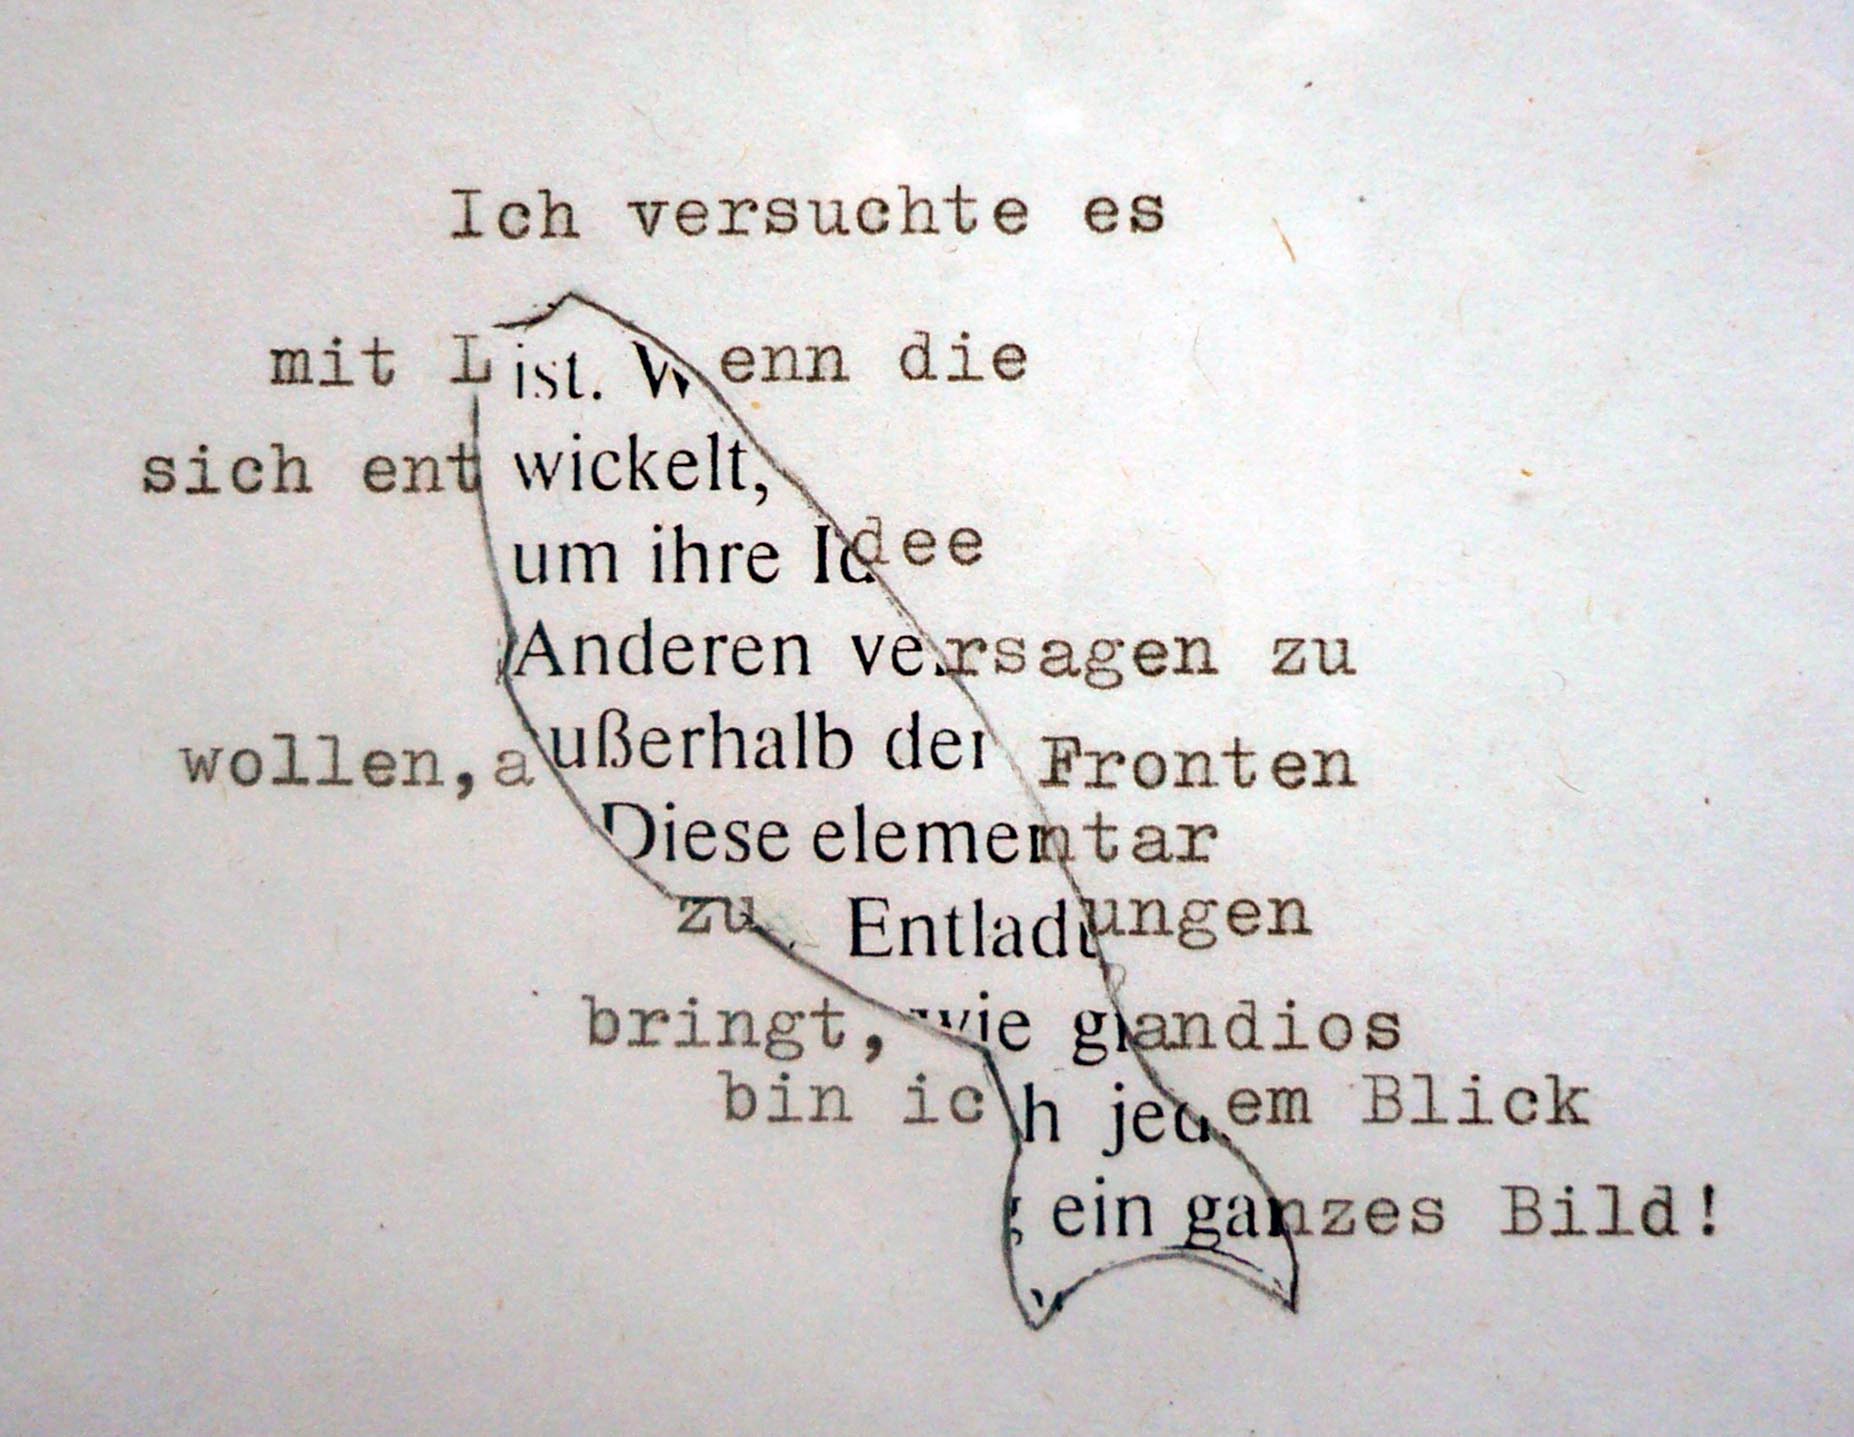 Ich versuchte es
mit List. Wenn die
sich entwickelt,
um ihre Idee
Anderen versagen zu
wollen, außerhalb der Fronten
Diese elementar
zu Entladungen
bringt, wie grandios
bin ich jedem Blick
ein ganzes Bild!